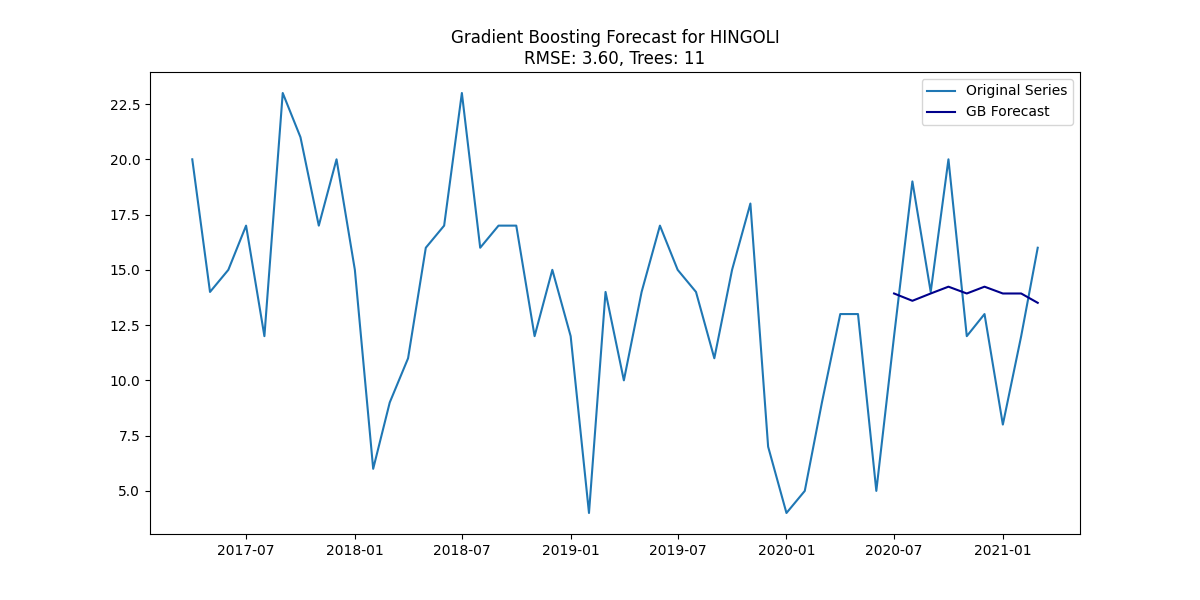 Gradient Boosting Forecast for HINGOLI
RMSE: 3.60, Trees: 11
Original Series
GB Forecast
22.5
20.0
17.5
15.0
12.5
10.0
7.5
5.0
2017-07 2018-01 2018-07 2019-01 2019-07 2020-01 2020-07 2021-01